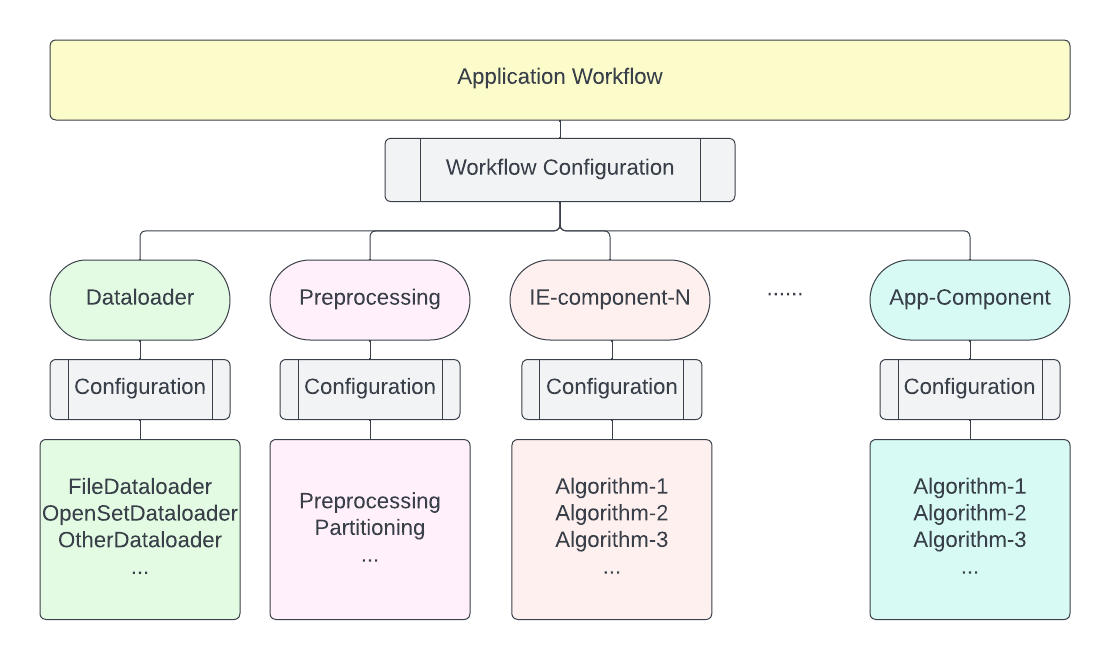 Application Workflow
Workflow Configuration
Dataloader
Preprocessing
IE-component-N
......
App-Component
Configuration
Configuration
Configuration
Configuration
FileDataloader
OpenSetDataloader
OtherDataloader
...
Preprocessing
Partitioning
...
Algorithm-1
Algorithm-2
Algorithm-3
...
Algorithm-1
Algorithm-2
Algorithm-3
...